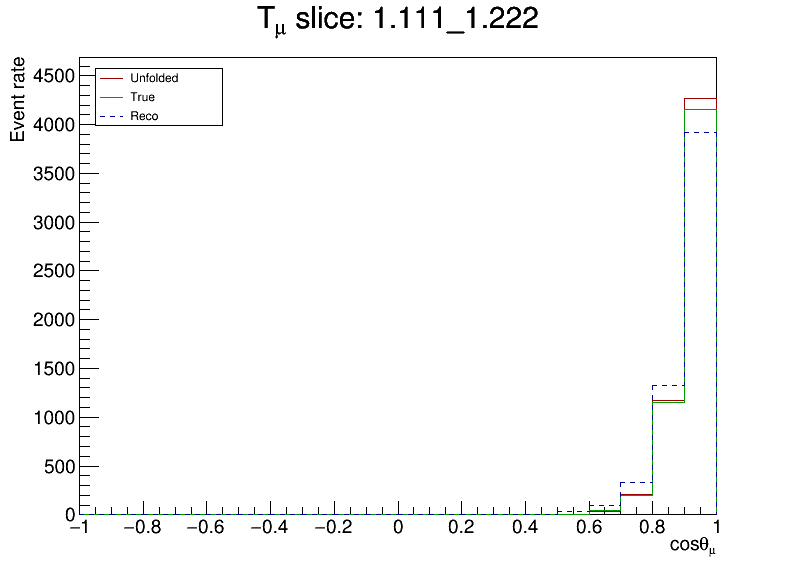 Tμ slice: 1.111_1.222
Event rate
Unfolded
True
Reco
4500
4000
3500
3000
2500
2000
1500
1000
500
0
−1 −0.8 −0.6 −0.4 −0.2 0 0.2 0.4 0.6 0.8 1
cosθμ